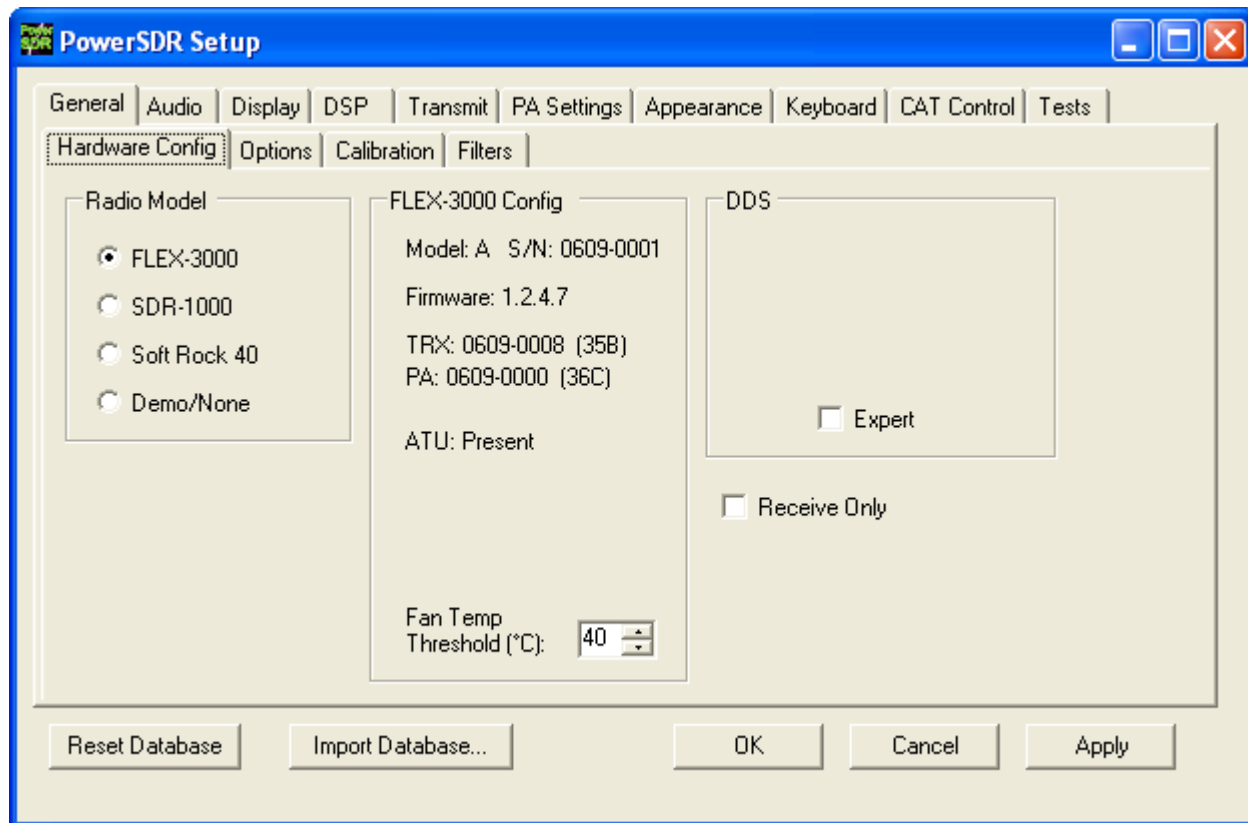 PowerSDR Setup
General Audio Display DSP Transmit PA Settings Appearance Keyboard CAT Control Tests
Hardware Config Options Calibration Filters
Radio Model
FLEX-3000
SDR-1000
Soft Rock 40
Demo/None
FLEX-3000 Config
Model: A S/N: 0609-0001
Firmware: 1.2.4.7
TRX: 0609-0008 (35B)
PA: 0609-0000 (36C)
ATU: Present
Fan Temp
Threshold (°C): 40
DDS
Expert
Receive Only
Reset Database Import Database... OK Cancel Apply